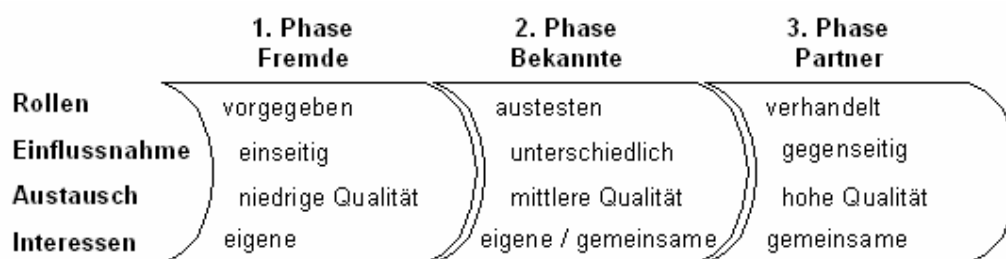 1. Phase 2. Phase 3. Phase
Fremde Bekannte Partner
Rollen vorgegeben austesten verhandelt
Einflussnahme einseitig unterschiedlich gegenseitig
Austausch niedrige Qualität mittlere Qualität hohe Qualität
Interessen eigene eigene / gemeinsame gemeinsame